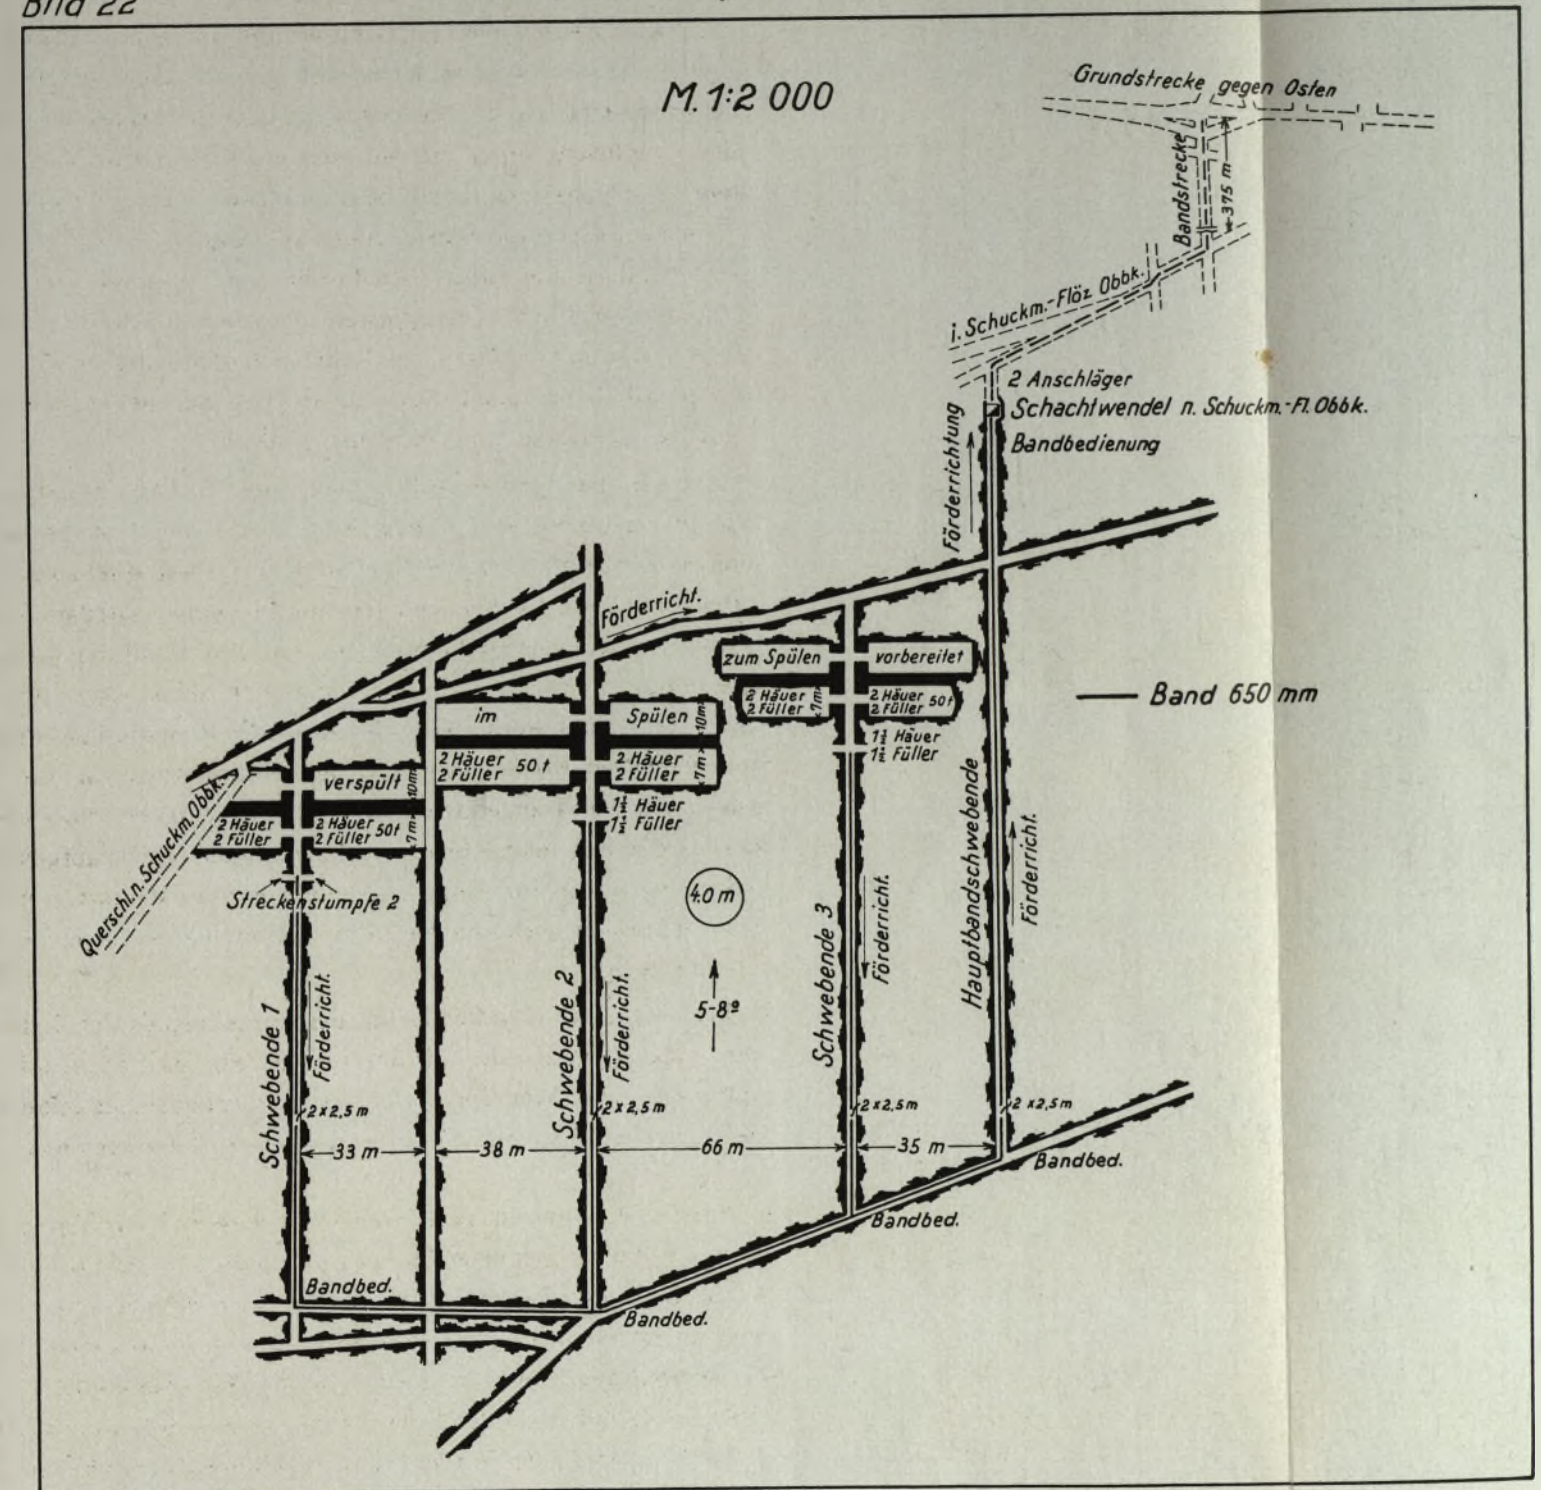 Bild 22
M. 1:2 000
Grundstrecke gegen Osten
Bandstrecke
375 m
i. Schuckm.-Flöz Obbk.
2 Anschläger
Schachtwendel n. Schuckm.-Fl. Obbk.
Bandbedienung
Förderrichtung
Förderricht.
zum Spülen
vorbereitet
2 Häuer
2 Füller
7m
2 Häuer
2 Füller
50t
1½ Häuer
1½ Füller
Band 650 mm
im
Spülen
10m
2 Häuer
2 Füller
50 t
2 Häuer
2 Füller
7m
1½ Häuer
1½ Füller
verspült
10m
2 Häuer
2 Füller
2 Häuer
2 Füller
50t
7m
Querschl. n. Schuckm. Obbk.
Streckenstumpfe 2
4.0 m
5-8º
Schwebende 1
Förderricht.
Schwebende 2
Förderricht.
Schwebende 3
Förderricht.
Hauptbandschwebende
Förderricht.
2 x 2,5 m
2 x 2,5 m
2 x 2,5 m
2 x 2,5 m
33 m
38 m
66 m
35 m
Bandbed.
Bandbed.
Bandbed.
Bandbed.